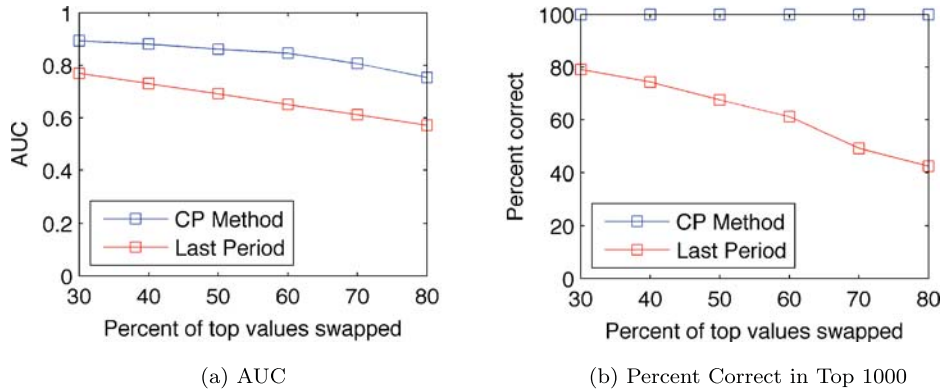 1
0.8
0.6
0.4
0.2
0
AUC
CP Method
Last Period
30 40 50 60 70 80
Percent of top values swapped
(a) AUC
100
80
60
40
20
0
Percent correct
CP Method
Last Period
30 40 50 60 70 80
Percent of top values swapped
(b) Percent Correct in Top 1000